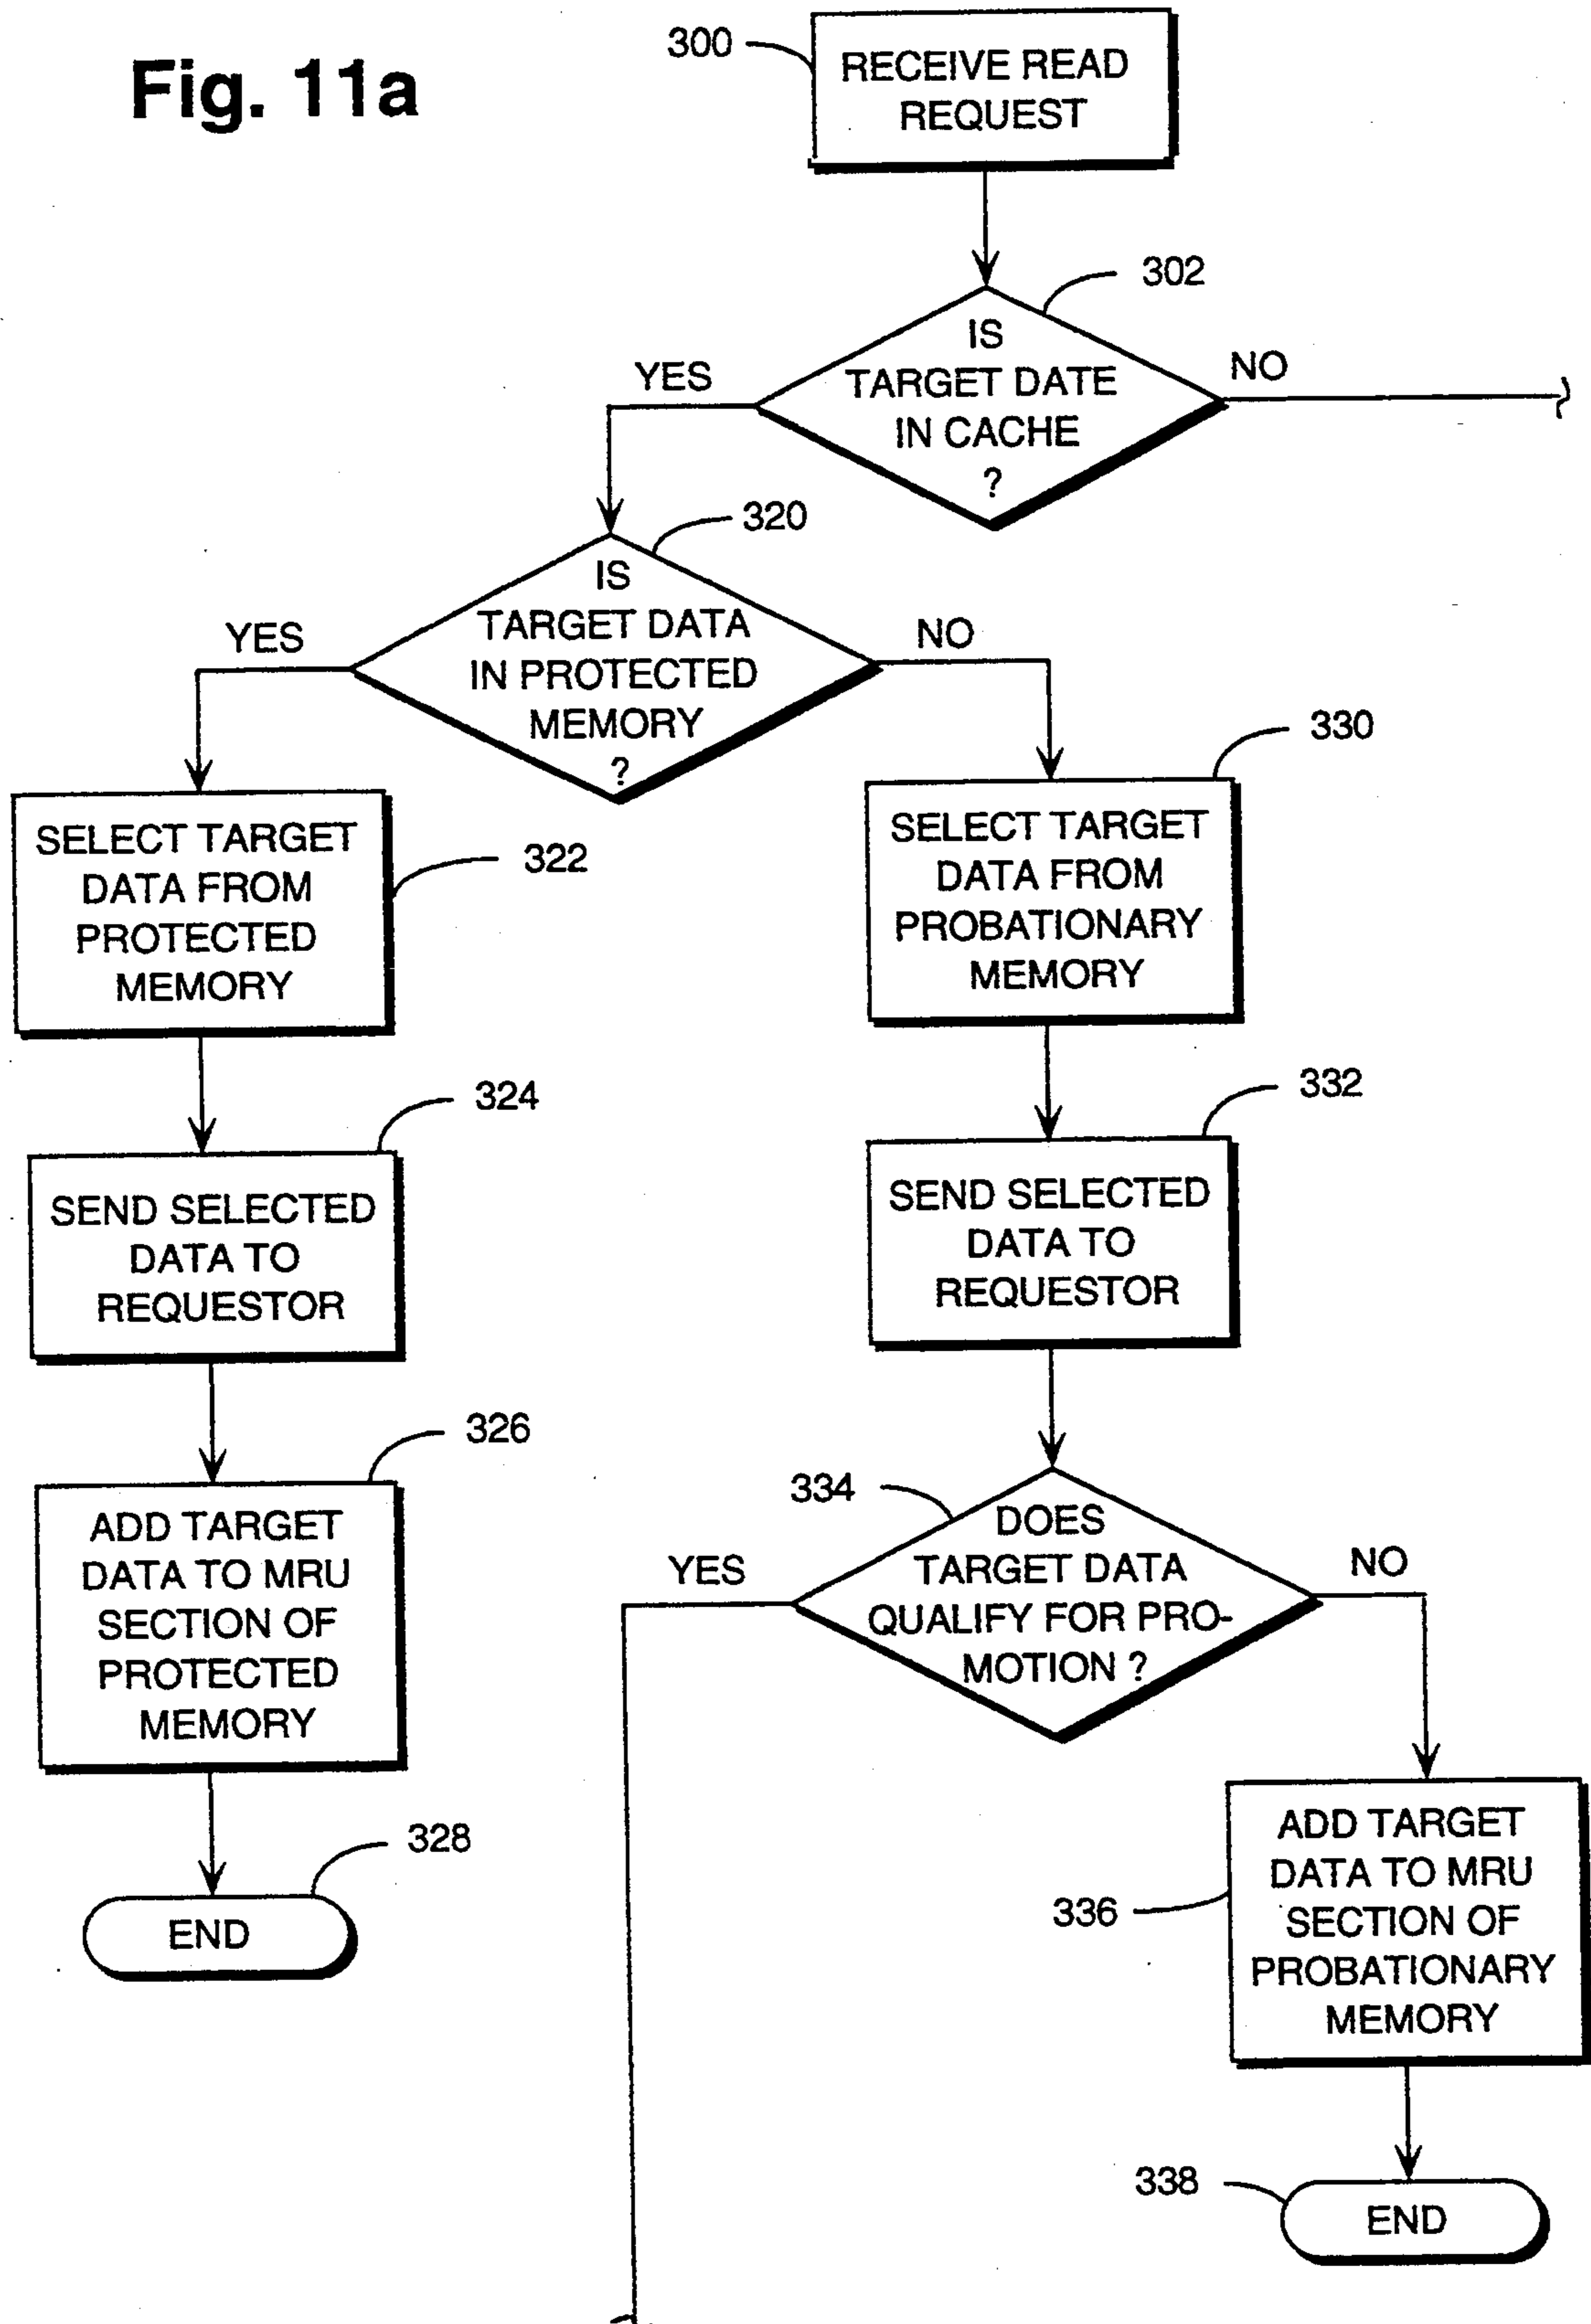 Fig. 11a
300
RECEIVE READ
REQUEST
302
IS
TARGET DATE
IN CACHE
?
YES
NO
320
IS
TARGET DATA
IN PROTECTED
MEMORY
?
YES
NO
322
SELECT TARGET
DATA FROM
PROTECTED
MEMORY
330
SELECT TARGET
DATA FROM
PROBATIONARY
MEMORY
324
SEND SELECTED
DATA TO
REQUESTOR
332
SEND SELECTED
DATA TO
REQUESTOR
326
ADD TARGET
DATA TO MRU
SECTION OF
PROTECTED
MEMORY
334
DOES
TARGET DATA
QUALIFY FOR PRO-
MOTION ?
YES
NO
328
END
336
ADD TARGET
DATA TO MRU
SECTION OF
PROBATIONARY
MEMORY
338
END